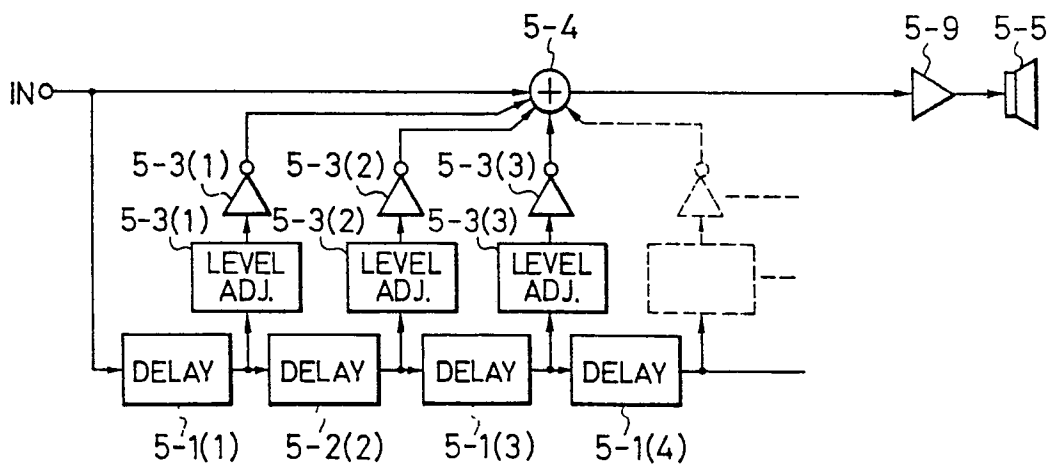 5-4
5-9
5-5
IN
5-3(1)
5-3(2)
5-3(3)
5-3(1)
5-3(2)
5-3(3)
LEVEL
ADJ.
LEVEL
ADJ.
LEVEL
ADJ.
DELAY
DELAY
DELAY
DELAY
5-1(1)
5-2(2)
5-1(3)
5-1(4)